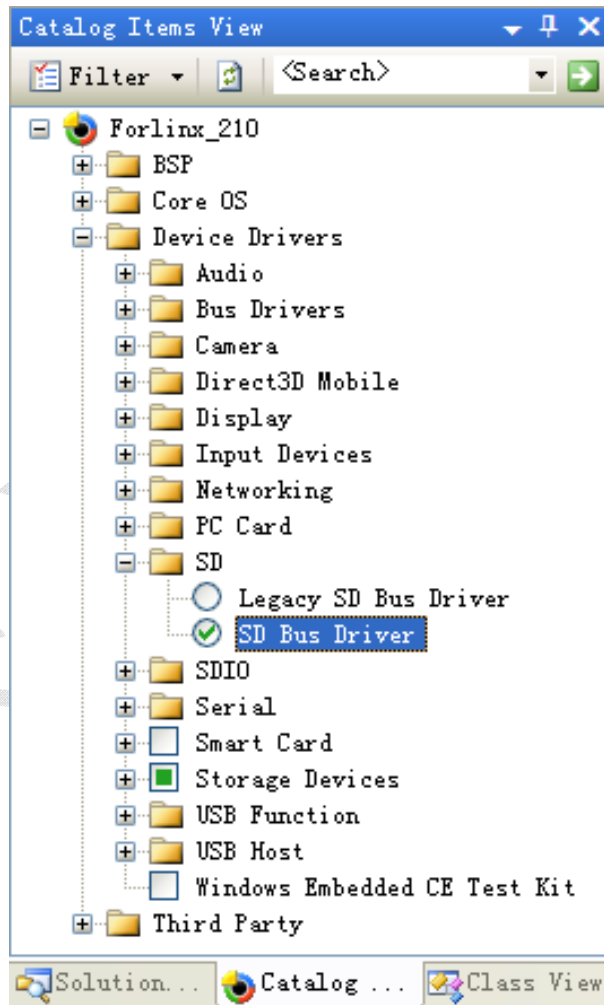 Catalog Items View
Filter <Search>
Forlinx_210
BSP
Core OS
Device Drivers
Audio
Bus Drivers
Camera
Direct3D Mobile
Display
Input Devices
Networking
PC Card
SD
Legacy SD Bus Driver
SD Bus Driver
SDIO
Serial
Smart Card
Storage Devices
USB Function
USB Host
Windows Embedded CE Test Kit
Third Party
Solution... Catalog ... Class View